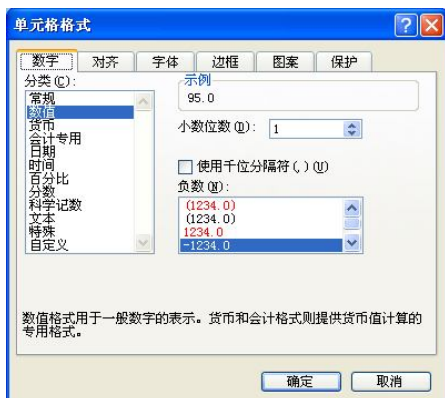 单元格格式
数字 对齐 字体 边框 图案 保护
分类(C):
常规
数值
货币
会计专用
日期
时间
百分比
分数
科学记数
文本
特殊
自定义
示例
95.0
小数位数(D): 1
使用千位分隔符(,)(U)
负数(N):
(1234.0)
(1234.0)
1234.0
-1234.0
数值格式用于一般数字的表示。货币和会计格式则提供货币值计算的
专用格式。
确定 取消